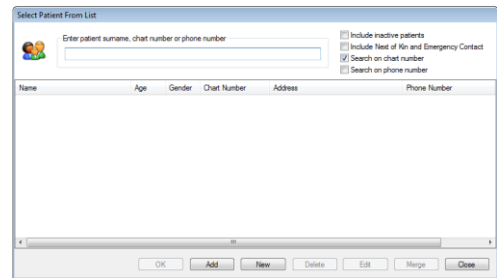 Select Patient From List
Enter patient surname, chart number or phone number
Include inactive patients
Include Next of Kin and Emergency Contact
Search on chart number
Search on phone number
Name Age Gender Chart Number Address Phone Number
OK Add New Delete Edit Merge Close